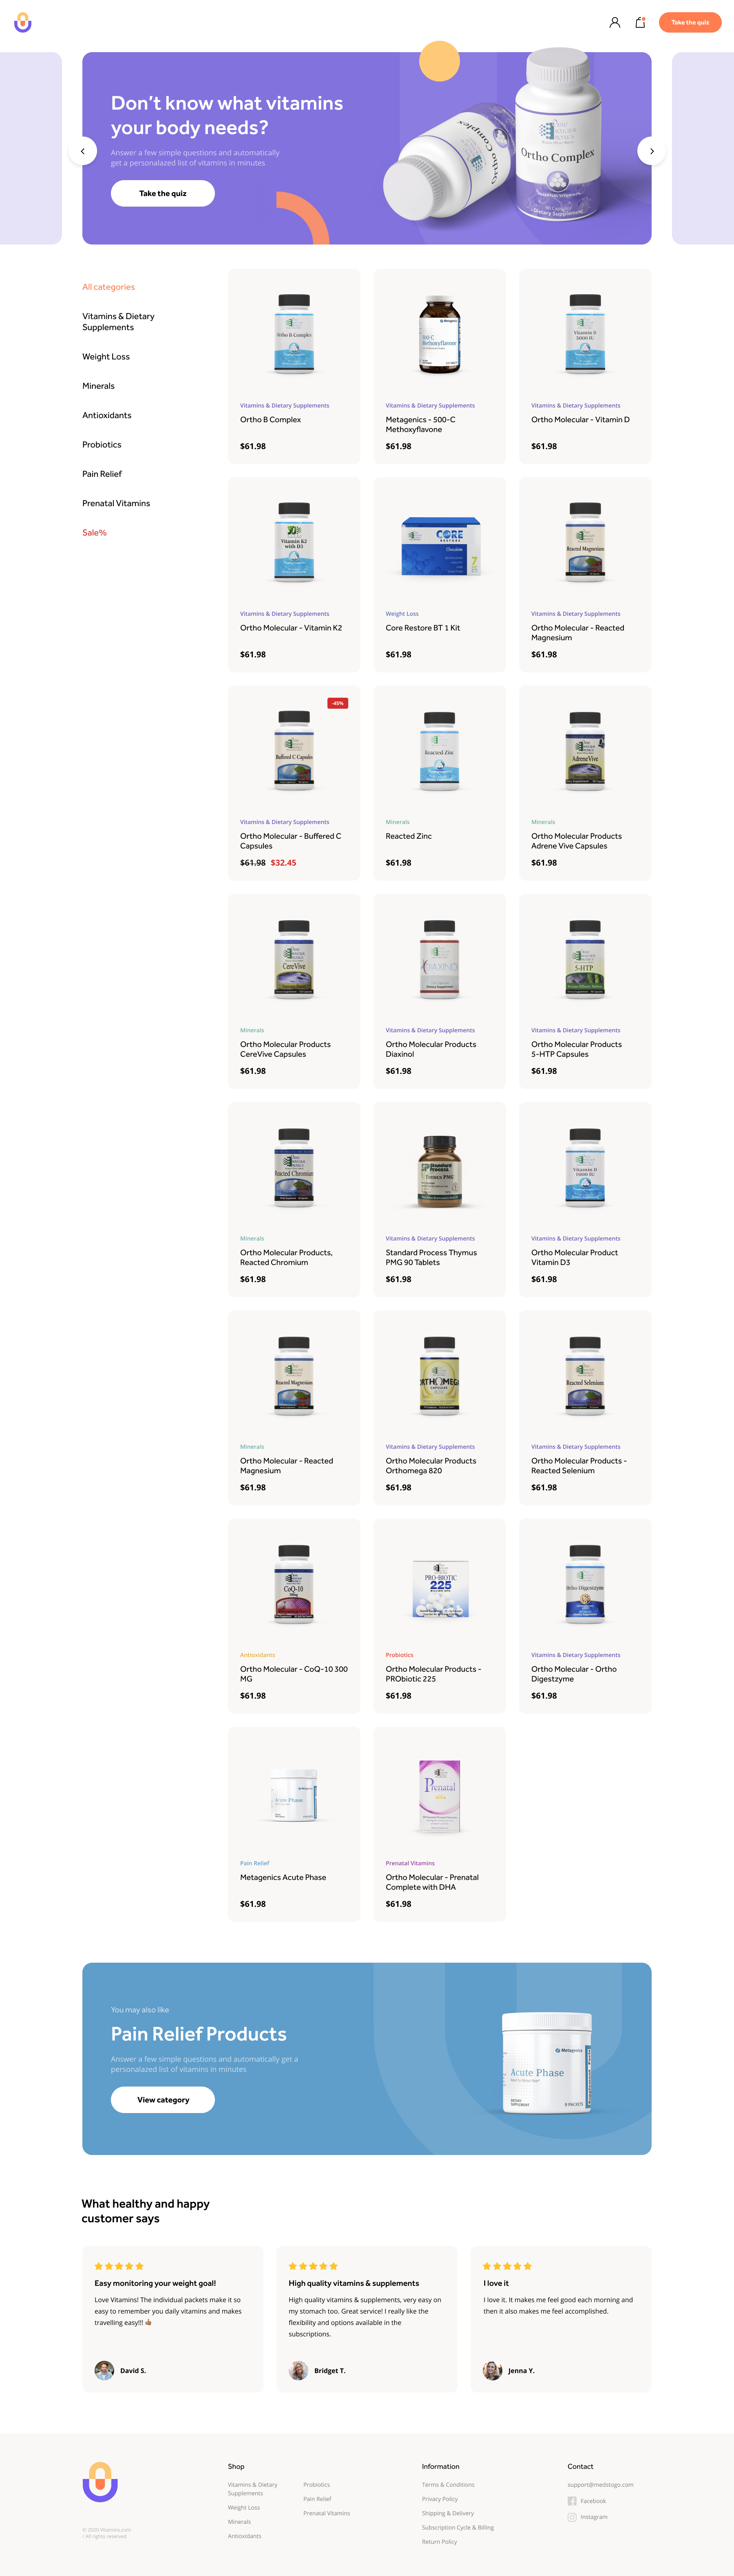 Take the quiz
Don't know what vitamins
your body needs?
Answer a few simple questions and automatically
get a personalazed list of vitamins in minutes
Take the quiz
Ortho Complex
All categories
Vitamins & Dietary
Supplements
Weight Loss
Minerals
Antioxidants
Probiotics
Pain Relief
Prenatal Vitamins
Sale%
Vitamins & Dietary Supplements
Ortho B Complex
$61.98
Vitamins & Dietary Supplements
Metagenics - 500-C
Methoxyflavone
$61.98
Vitamins & Dietary Supplements
Ortho Molecular - Vitamin D
$61.98
Vitamins & Dietary Supplements
Ortho Molecular - Vitamin K2
$61.98
CORE
RESTORE
7
Weight Loss
Core Restore BT 1 Kit
$61.98
Vitamins & Dietary Supplements
Ortho Molecular - Reacted
Magnesium
$61.98
-45%
Vitamins & Dietary Supplements
Ortho Molecular - Buffered C
Capsules
$61.98 $32.45
Reacted Zinc
Minerals
Reacted Zinc
$61.98
AdreneVive
Minerals
Ortho Molecular Products
Adrene Vive Capsules
$61.98
CereVive
Minerals
Ortho Molecular Products
CereVive Capsules
$61.98
Vitamins & Dietary Supplements
Ortho Molecular Products
Diaxinol
$61.98
5-HTP
Vitamins & Dietary Supplements
Ortho Molecular Products
5-HTP Capsules
$61.98
Minerals
Ortho Molecular Products,
Reacted Chromium
$61.98
Vitamins & Dietary Supplements
Standard Process Thymus
PMG 90 Tablets
$61.98
Vitamins & Dietary Supplements
Ortho Molecular Product
Vitamin D3
$61.98
Minerals
Ortho Molecular - Reacted
Magnesium
$61.98
Vitamins & Dietary Supplements
Ortho Molecular Products
Orthomega 820
$61.98
Vitamins & Dietary Supplements
Ortho Molecular Products -
Reacted Selenium
$61.98
CoQ-10
Antioxidants
Ortho Molecular - CoQ-10 300
MG
$61.98
PRO-BIOTIC
225
Probiotics
Ortho Molecular Products -
PRObiotic 225
$61.98
Vitamins & Dietary Supplements
Ortho Molecular - Ortho
Digestzyme
$61.98
Pain Relief
Metagenics Acute Phase
$61.98
Prenatal
Prenatal Vitamins
Ortho Molecular - Prenatal
Complete with DHA
$61.98
You may also like
Pain Relief Products
Answer a few simple questions and automatically get a
personalazed list of vitamins in minutes
View category
Metagenics
Acute Phase
What healthy and happy
customer says
Easy monitoring your weight goal!
Love Vitamins! The individual packets make it so
easy to remember you daily vitamins and makes
travelling easy!!! 👍🏽
David S.
High quality vitamins & supplements
High quality vitamins & supplements, very easy on
my stomach too. Great service! I really like the
flexibility and options available in the
subscriptions.
Bridget T.
I love it
I love it. It makes me feel good each morning and
then it also makes me feel accomplished.
Jenna Y.
Shop
Vitamins & Dietary
Supplements
Weight Loss
Minerals
Antioxidants
Probiotics
Pain Relief
Prenatal Vitamins
Information
Terms & Conditions
Privacy Policy
Shipping & Delivery
Subscription Cycle & Billing
Return Policy
Contact
support@medstogo.com
Facebook
Instagram
© 2020 Vitamins.com
/ All rights reserved